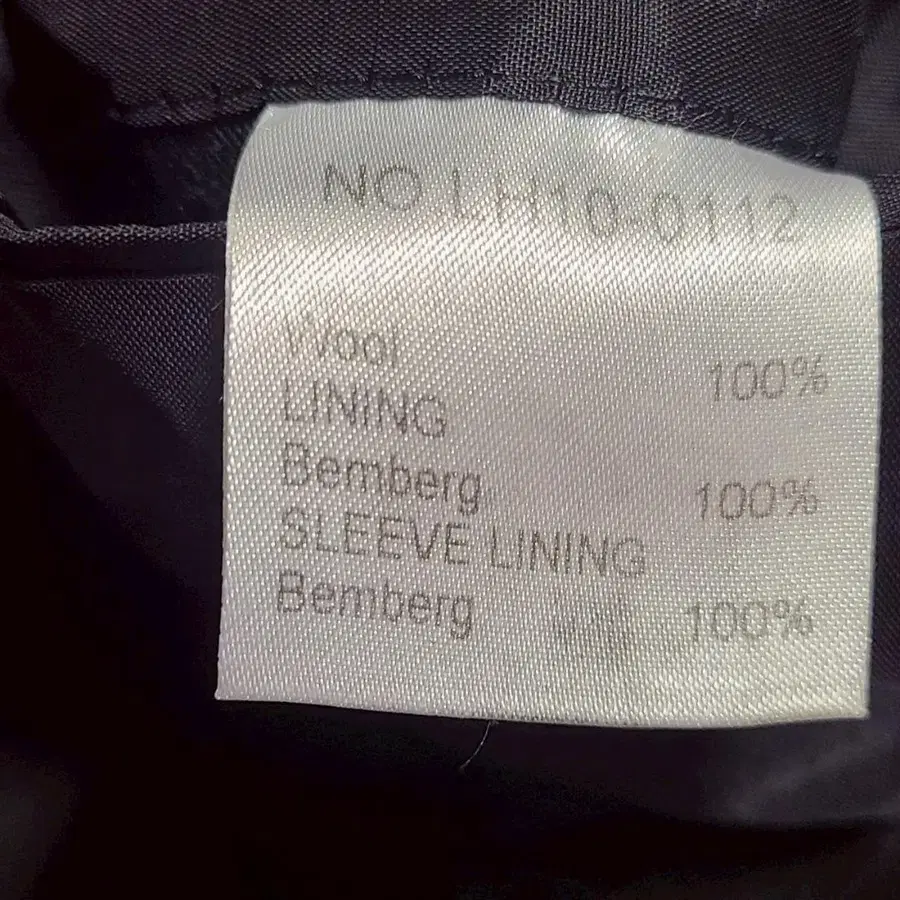 NO LH10-0112
Wool 100%
LINING
Bemberg 100%
SLEEVE LINING
Bemberg 100%